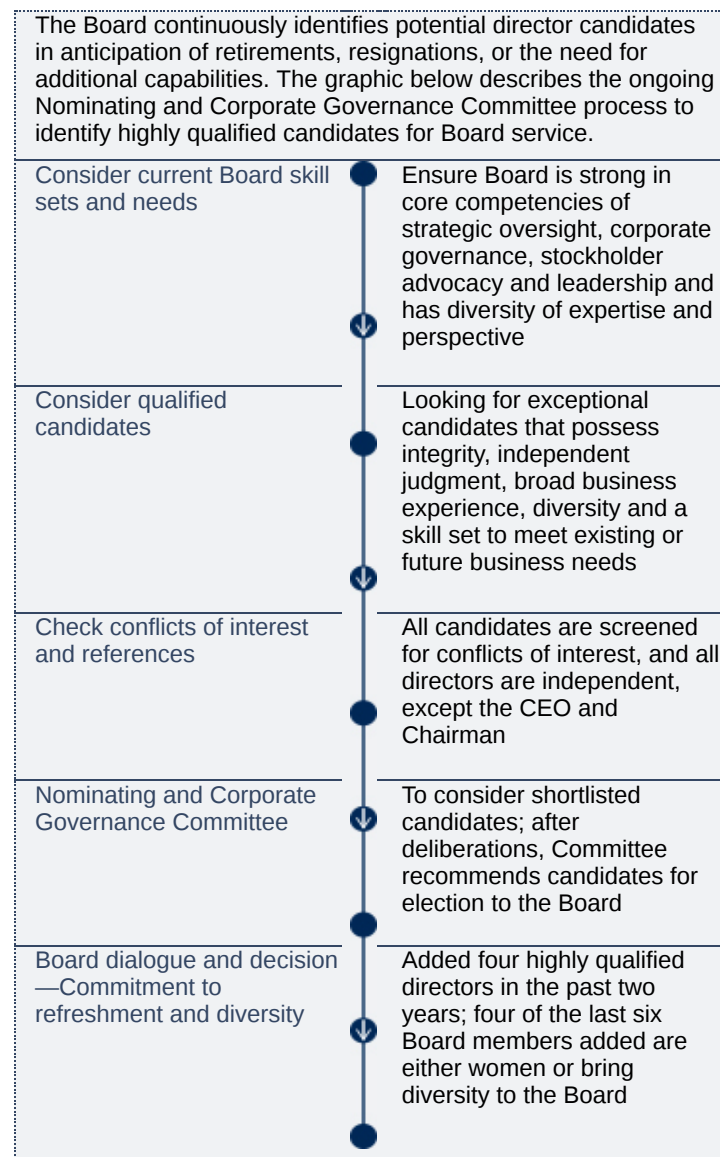 The Board continuously identifies potential director candidates
in anticipation of retirements, resignations, or the need for
additional capabilities. The graphic below describes the ongoing
Nominating and Corporate Governance Committee process to
identify highly qualified candidates for Board service.
Consider current Board skill
sets and needs
Ensure Board is strong in
core competencies of
strategic oversight, corporate
governance, stockholder
advocacy and leadership and
has diversity of expertise and
perspective
Consider qualified
candidates
Looking for exceptional
candidates that possess
integrity, independent
judgment, broad business
experience, diversity and a
skill set to meet existing or
future business needs
Check conflicts of interest
and references
All candidates are screened
for conflicts of interest, and all
directors are independent,
except the CEO and
Chairman
Nominating and Corporate
Governance Committee
To consider shortlisted
candidates; after
deliberations, Committee
recommends candidates for
election to the Board
Board dialogue and decision
—Commitment to
refreshment and diversity
Added four highly qualified
directors in the past two
years; four of the last six
Board members added are
either women or bring
diversity to the Board